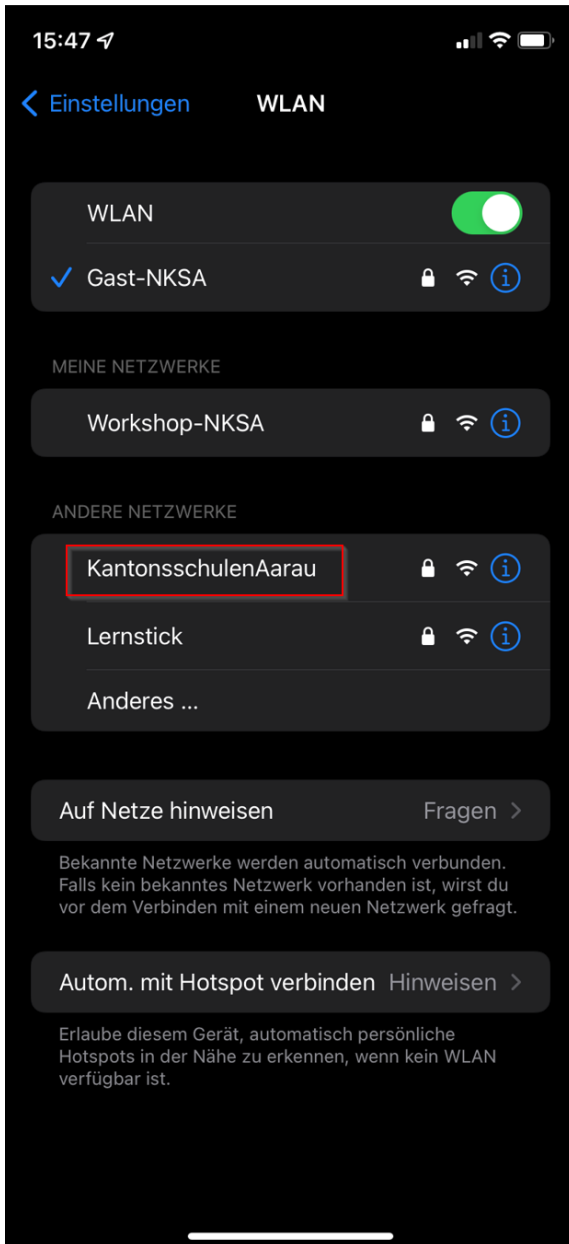 15:47
Einstellungen WLAN
WLAN
Gast-NKSA
MEINE NETZWERKE
Workshop-NKSA
ANDERE NETZWERKE
KantonsschulenAarau
Lernstick
Anderes ...
Auf Netze hinweisen Fragen
Bekannte Netzwerke werden automatisch verbunden.
Falls kein bekanntes Netzwerk vorhanden ist, wirst du
vor dem Verbinden mit einem neuen Netzwerk gefragt.
Autom. mit Hotspot verbinden Hinweisen
Erlaube diesem Gerät, automatisch persönliche
Hotspots in der Nähe zu erkennen, wenn kein WLAN
verfügbar ist.